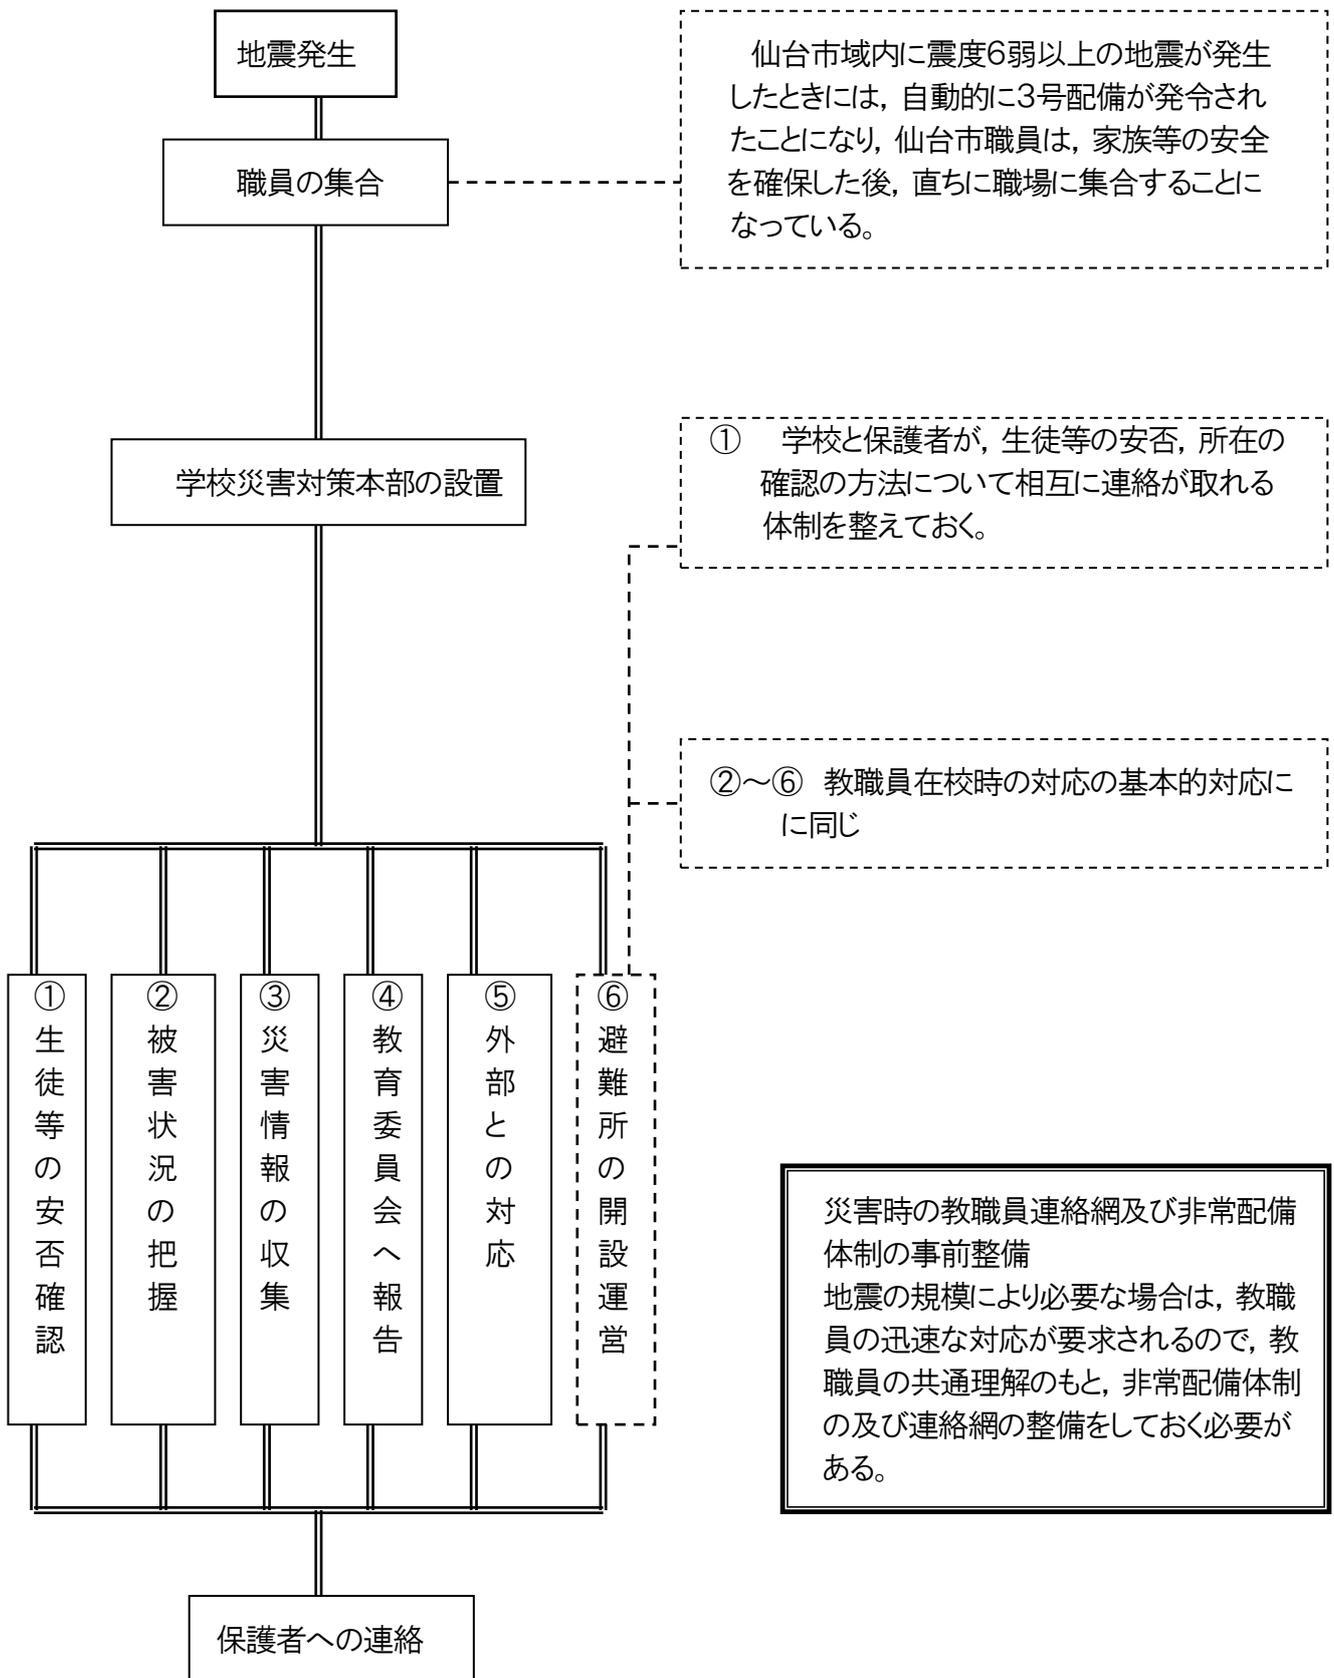 地震発生
仙台市域内に震度6弱以上の地震が発生
したときには，自動的に3号配備が発令され
たことになり，仙台市職員は，家族等の安全
を確保した後，直ちに職場に集合することに
なっている。
職員の集合
学校災害対策本部の設置
①　学校と保護者が，生徒等の安否，所在の
確認の方法について相互に連絡が取れる
体制を整えておく。
②～⑥　教職員在校時の対応の基本的対応に
に同じ
①生徒等の安否確認
②被害状況の把握
③災害情報の収集
④教育委員会へ報告
⑤外部との対応
⑥避難所の開設運営
災害時の教職員連絡網及び非常配備
体制の事前整備
地震の規模により必要な場合は，教職
員の迅速な対応が要求されるので，教
職員の共通理解のもと，非常配備体制
の及び連絡網の整備をしておく必要が
ある。
保護者への連絡